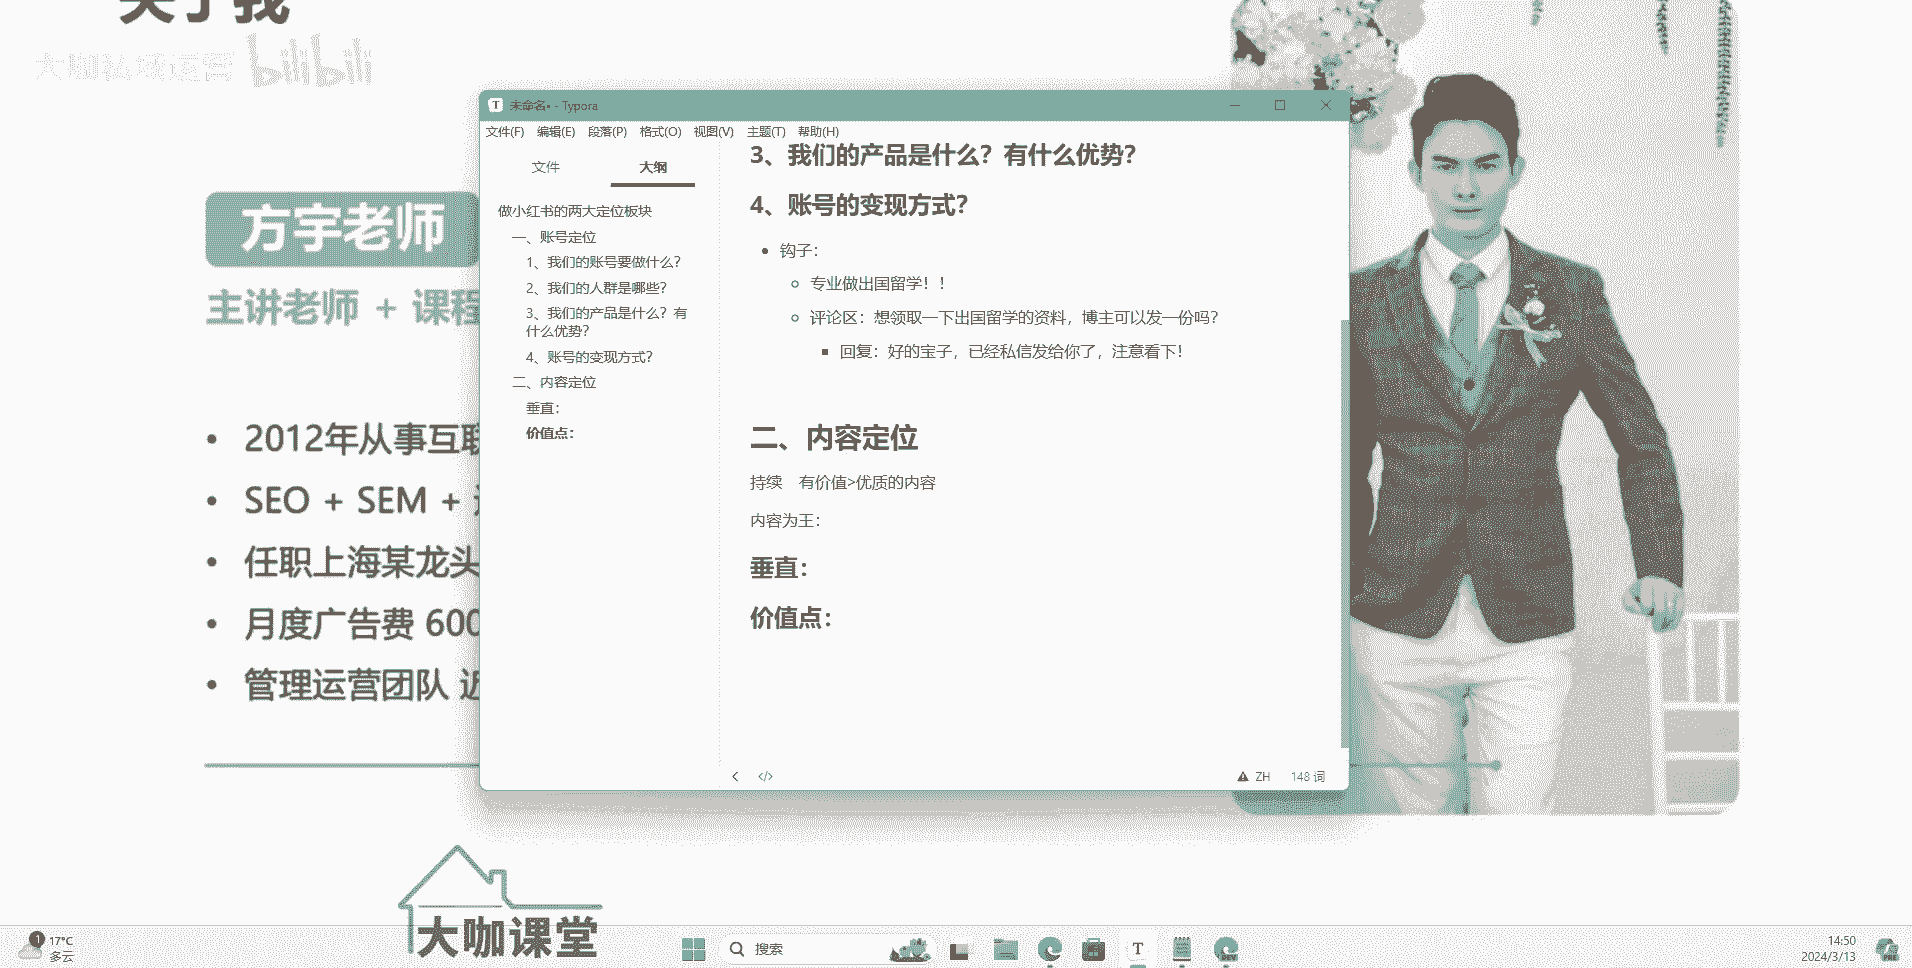 关于我
大咖私域运营 bilibili
方宇老师
主讲老师 + 课程
2012年从事互联
SEO + SEM +
任职上海某龙头
月度广告费 600
管理运营团队 近
T 未命名• - Typora
文件(F) 编辑(E) 段落(P) 格式(O) 视图(V) 主题(T) 帮助(H)
文件 大纲
做小红书的两大定位板块
一、账号定位
1、我们的账号要做什么？
2、我们的人群是哪些？
3、我们的产品是什么？有
什么优势？
4、账号的变现方式？
二、内容定位
垂直：
价值点：
3、我们的产品是什么？有什么优势？
4、账号的变现方式？
钩子：
专业做出国留学！！
评论区：想领取一下出国留学的资料，博主可以发一份吗？
回复：好的宝子，已经私信发给你了，注意看下！
二、内容定位
持续 有价值>优质的内容
内容为王：
垂直：
价值点：
ZH 148 词
大咖课堂
1
17°C
多云
搜索
T
DEV
14:50
2024/3/13
PRE